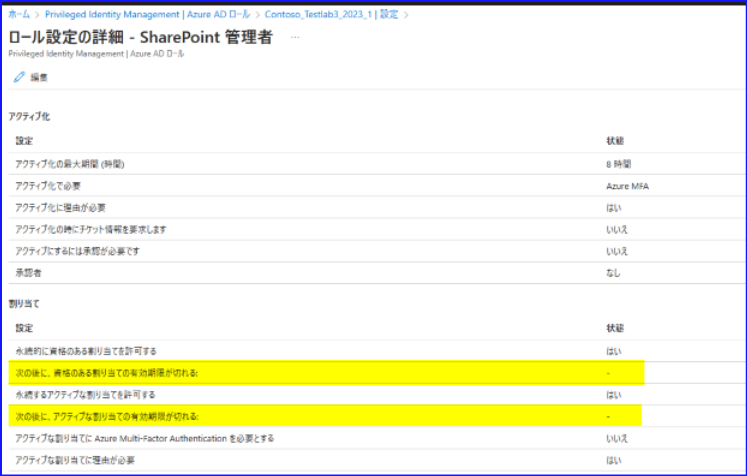 ホーム > Privileged Identity Management | Azure AD ロール > Contoso_Testlab3_2023_1 | 設定 >
ロール設定の詳細 - SharePoint 管理者 ...
Privileged Identity Management | Azure AD ロール
編集
アクティブ化
設定 状態
アクティブ化の最大期間 (時間) 8 時間
アクティブ化で必要 Azure MFA
アクティブ化に理由が必要 はい
アクティブ化の時にチケット情報を要求します いいえ
アクティブにするには承認が必要です いいえ
承認者 なし
割り当て
設定 状態
永続的に資格のある割り当てを許可する はい
次の後に、資格のある割り当ての有効期限が切れる: -
永続するアクティブな割り当てを許可する はい
次の後に、アクティブな割り当ての有効期限が切れる: -
アクティブな割り当てに Azure Multi-Factor Authentication を必要とする いいえ
アクティブな割り当てに理由が必要 はい